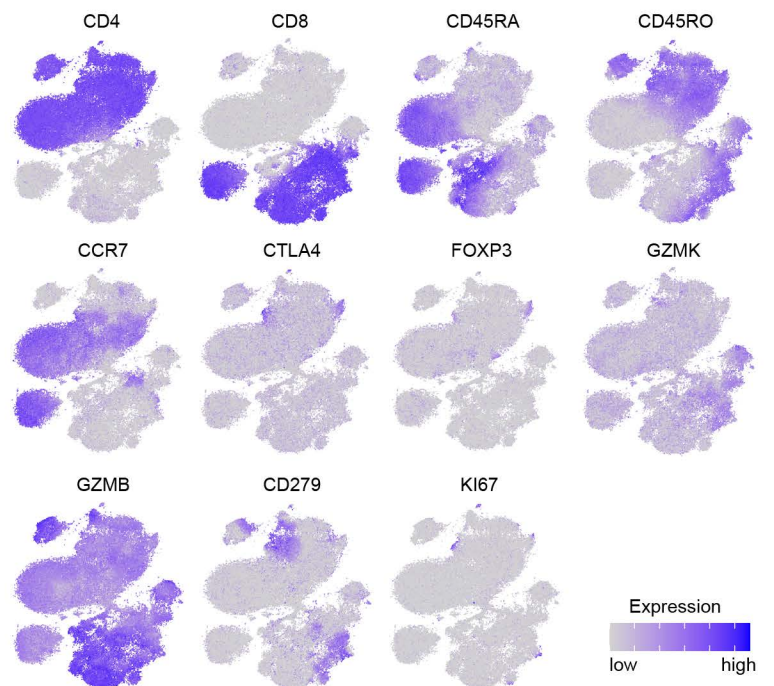 CD4 CD8 CD45RA CD45RO
CCR7 CTLA4 FOXP3 GZMK
GZMB CD279 KI67
Expression
low high